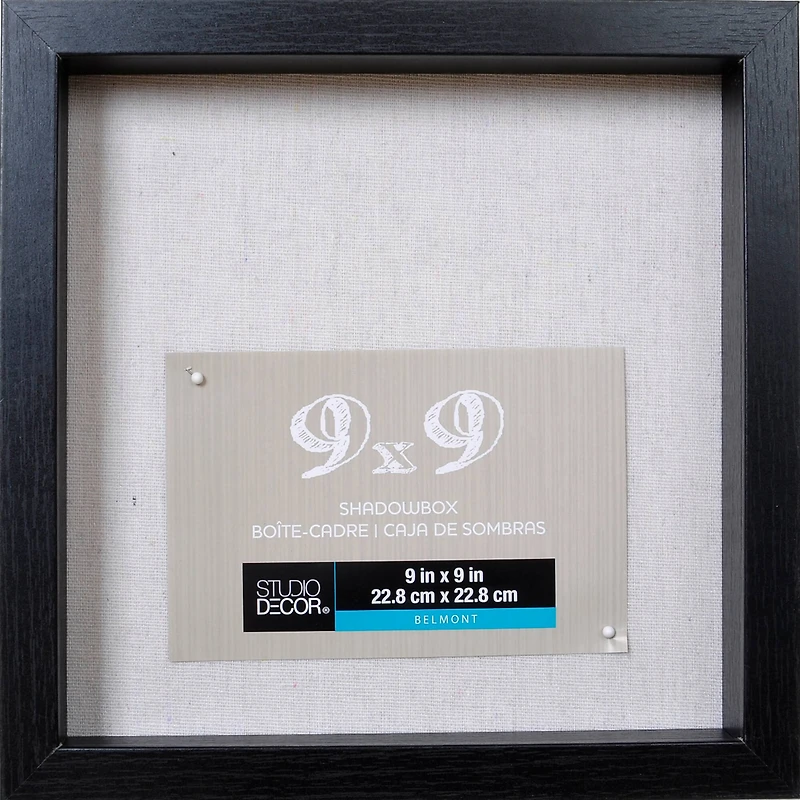 9x9
SHADOWBOX
BOÎTE-CADRE | CAJA DE SOMBRAS
STUDIO
DECOR®
9 in x 9 in
22.8 cm x 22.8 cm
BELMONT